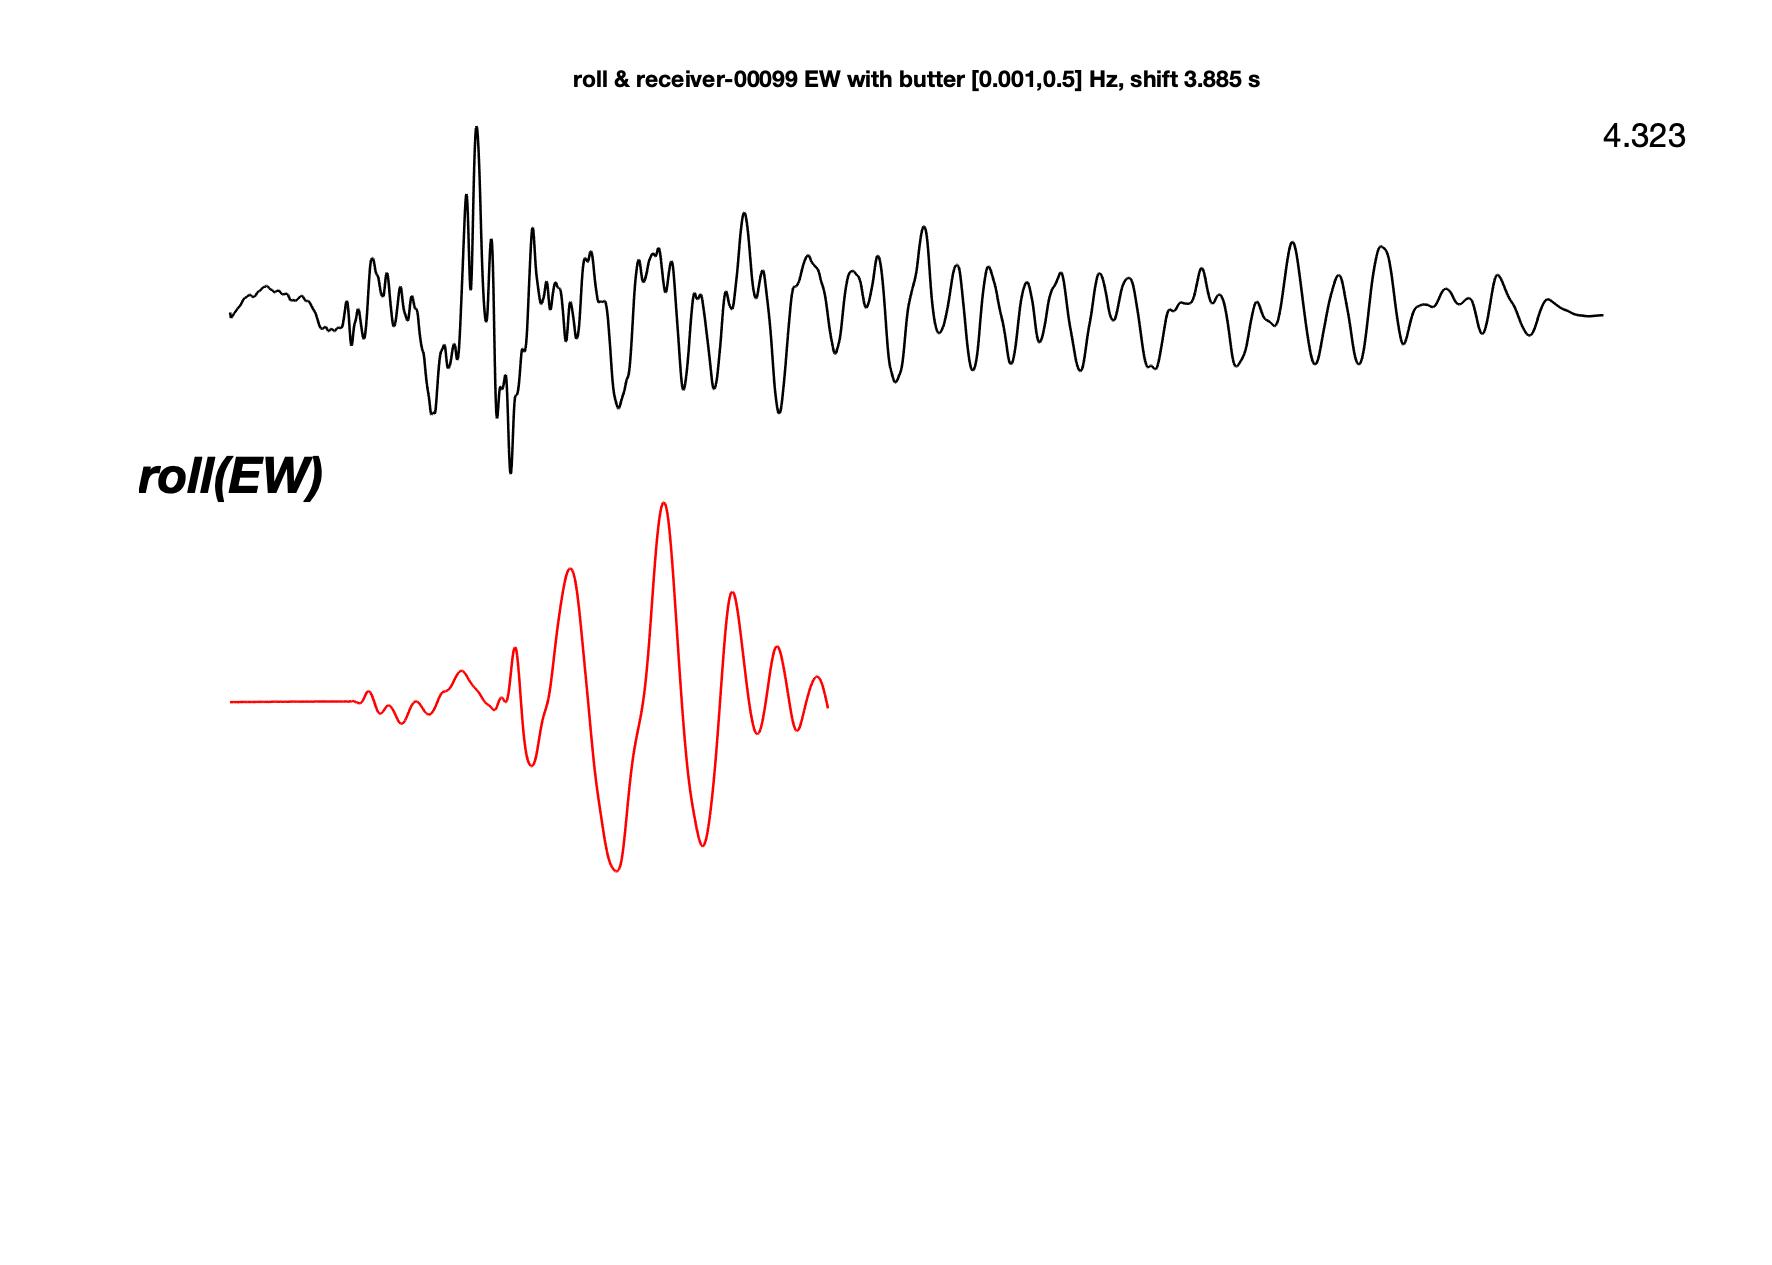 roll & receiver-00099 EW with butter [0.001,0.5] Hz, shift 3.885 s
4.323
roll(EW)